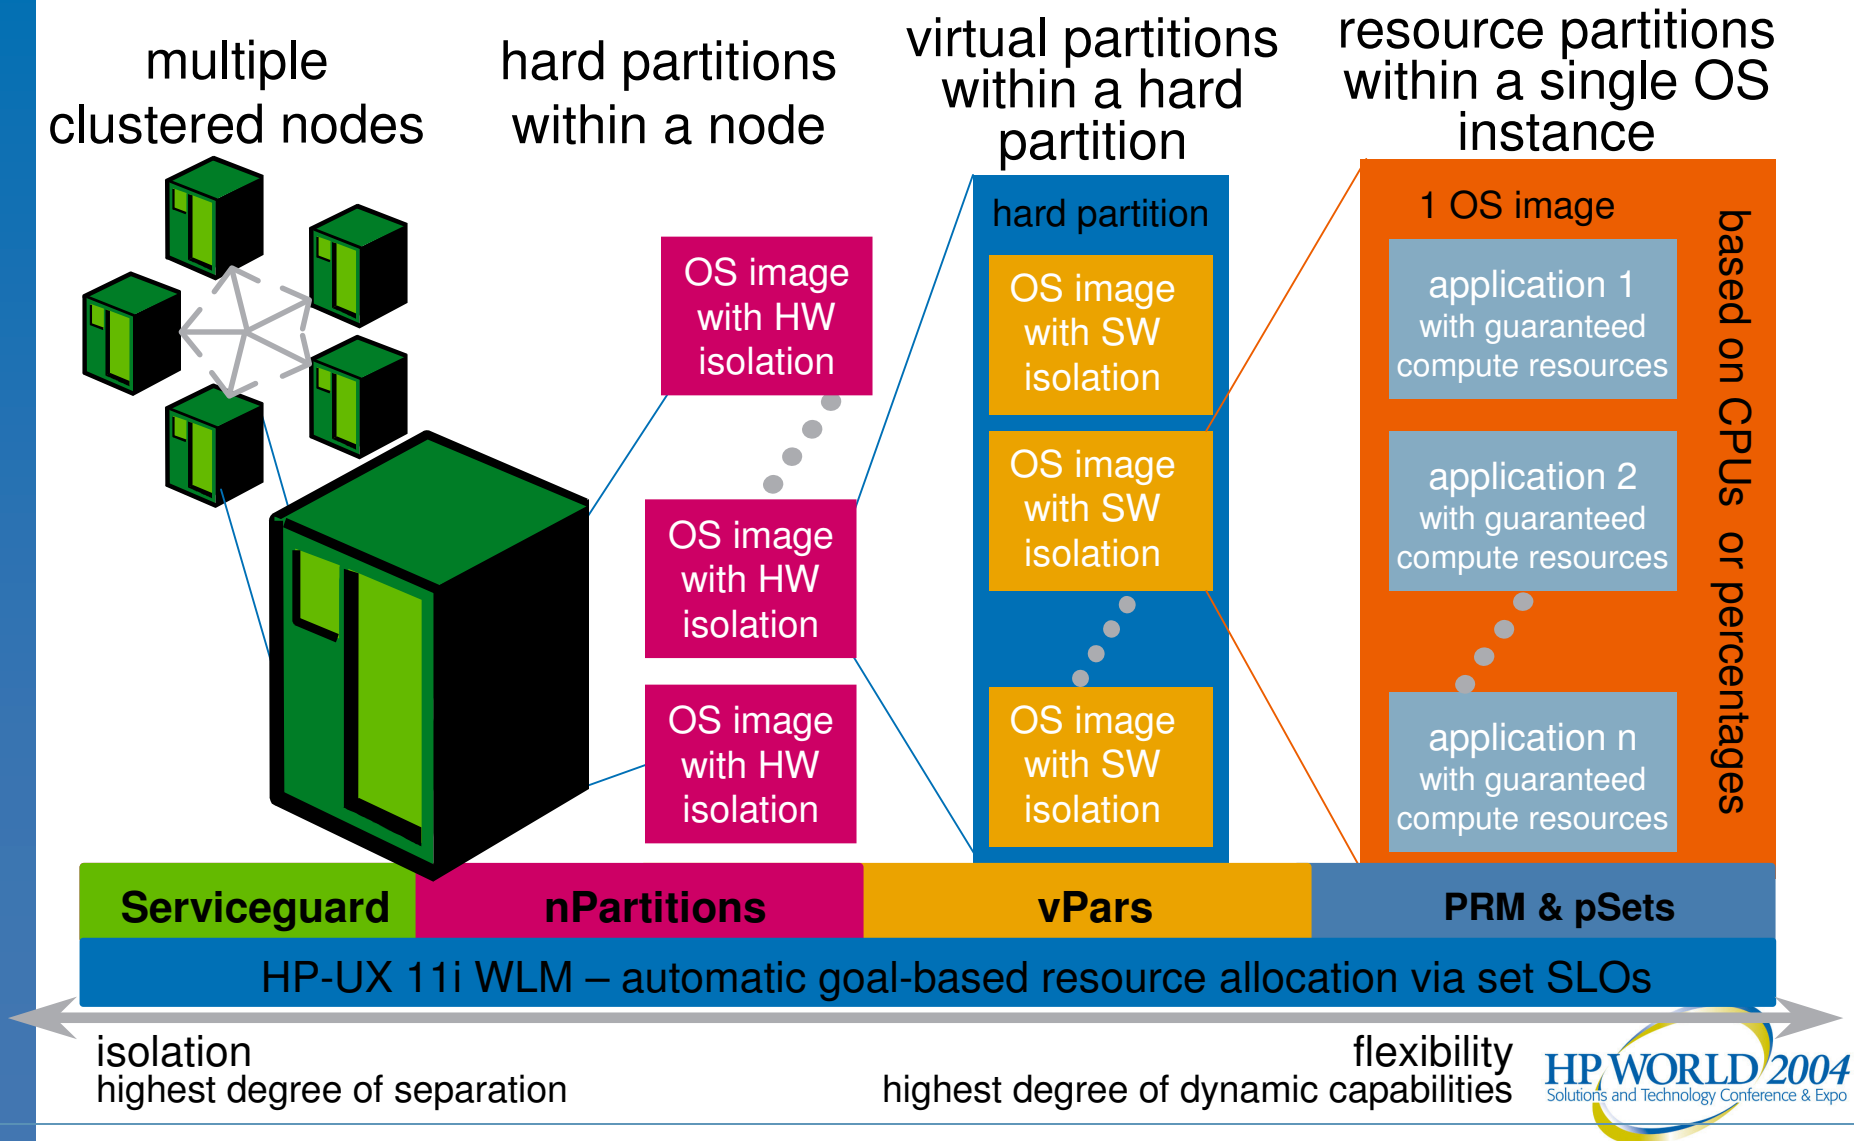 multiple
clustered nodes
hard partitions
within a node
virtual partitions
within a hard
partition
resource partitions
within a single OS
instance
OS image
with HW
isolation
OS image
with HW
isolation
OS image
with HW
isolation
hard partition
OS image
with SW
isolation
OS image
with SW
isolation
OS image
with SW
isolation
1 OS image
application 1
with guaranteed
compute resources
application 2
with guaranteed
compute resources
application n
with guaranteed
compute resources
based on CPUs or percentages
Serviceguard
nPartitions
vPars
PRM & pSets
HP-UX 11i WLM – automatic goal-based resource allocation via set SLOs
isolation
highest degree of separation
flexibility
highest degree of dynamic capabilities
HP WORLD 2004
Solutions and Technology Conference & Expo